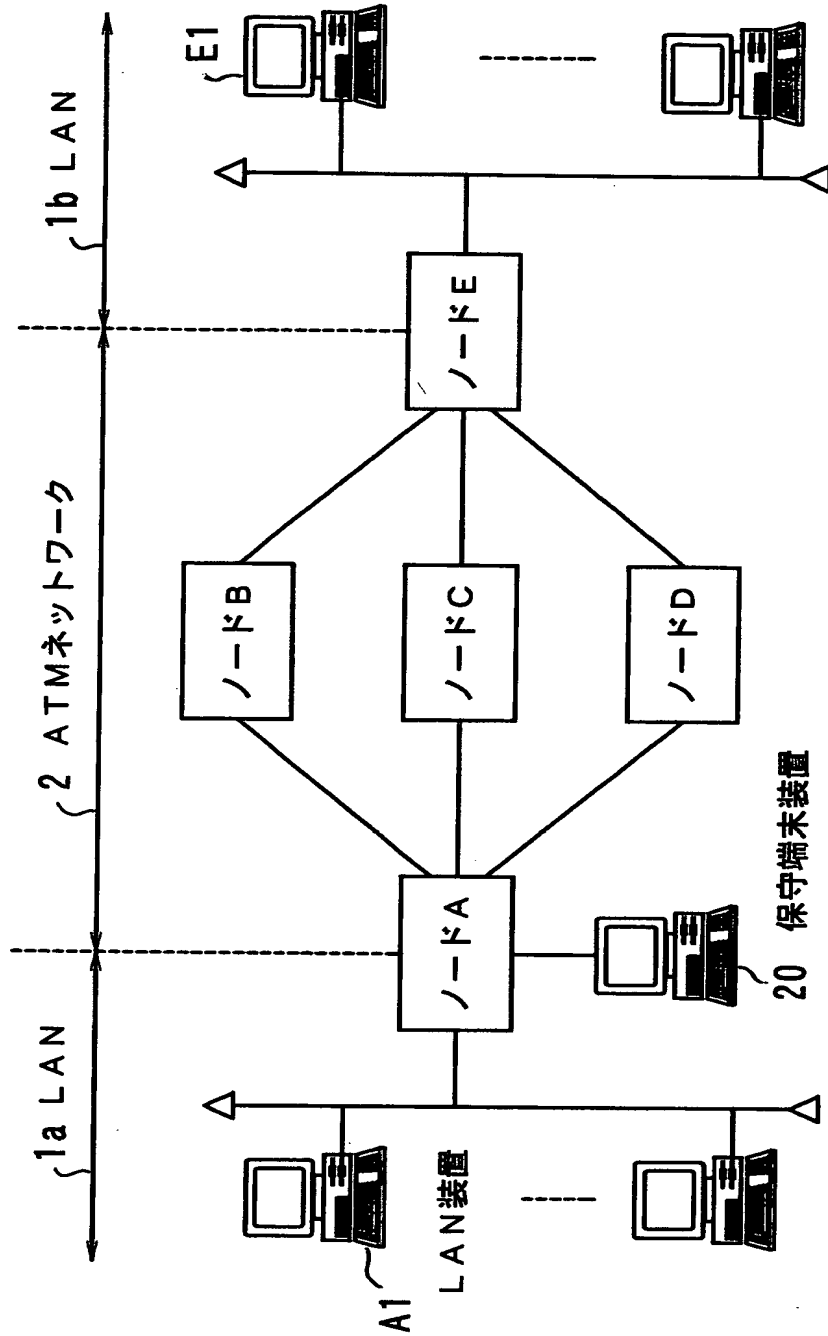 1a LAN
2 ATMネットワーク
1b LAN
A1
LAN装置
ノードA
ノードB
ノードC
ノードD
ノードE
E1
20 保守端末装置